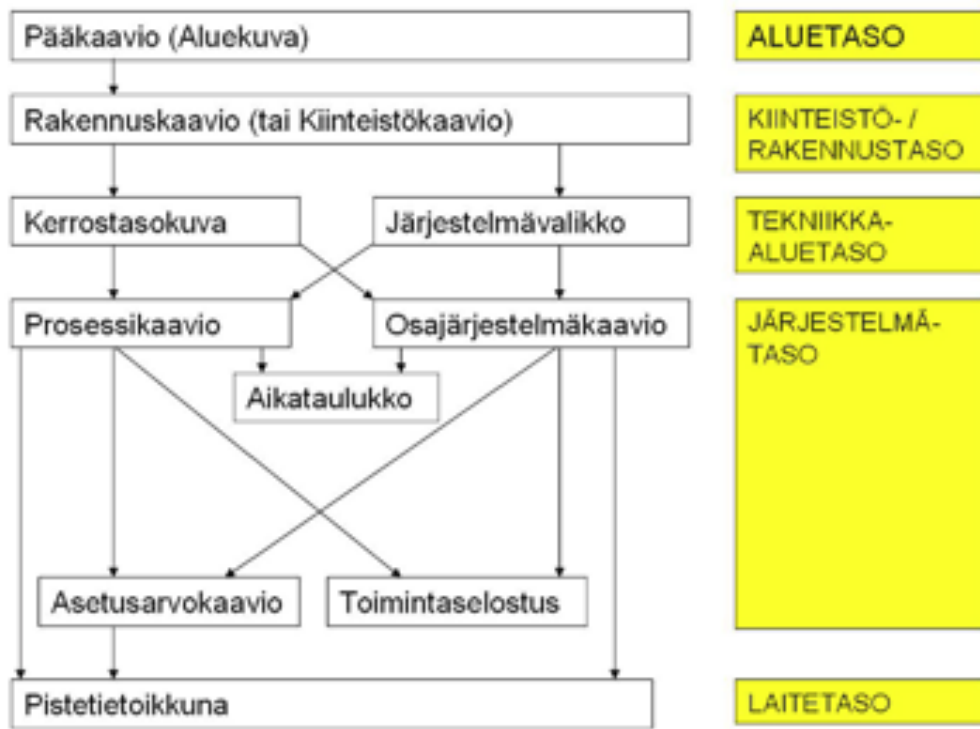 Pääkaavio (Aluekuva)
ALUETASO
Rakennuskaavio (tai Kiinteistökaavio)
KIINTEISTÖ- /
RAKENNUSTASO
Kerrostasokuva
Järjestelmävalikko
TEKNIIKKA-
ALUETASO
Prosessikaavio
Osajärjestelmäkaavio
JÄRJESTELMÄ-
TASO
Aikataulukko
Asetusarvokaavio
Toimintaselostus
Pistetietoikkuna
LAITETASO